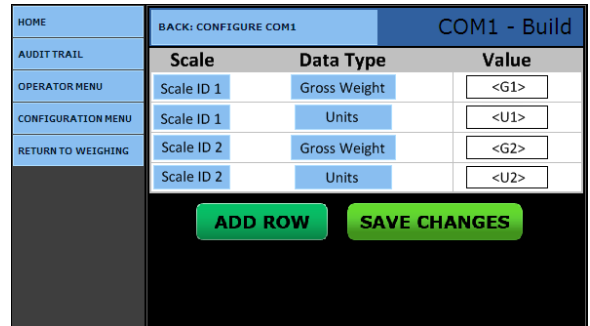 HOME
BACK: CONFIGURE COM1
COM1 - Build
AUDIT TRAIL
OPERATOR MENU
CONFIGURATION MENU
RETURN TO WEIGHING
Scale Data Type Value
Scale ID 1 Gross Weight <G1>
Scale ID 1 Units <U1>
Scale ID 2 Gross Weight <G2>
Scale ID 2 Units <U2>
ADD ROW
SAVE CHANGES